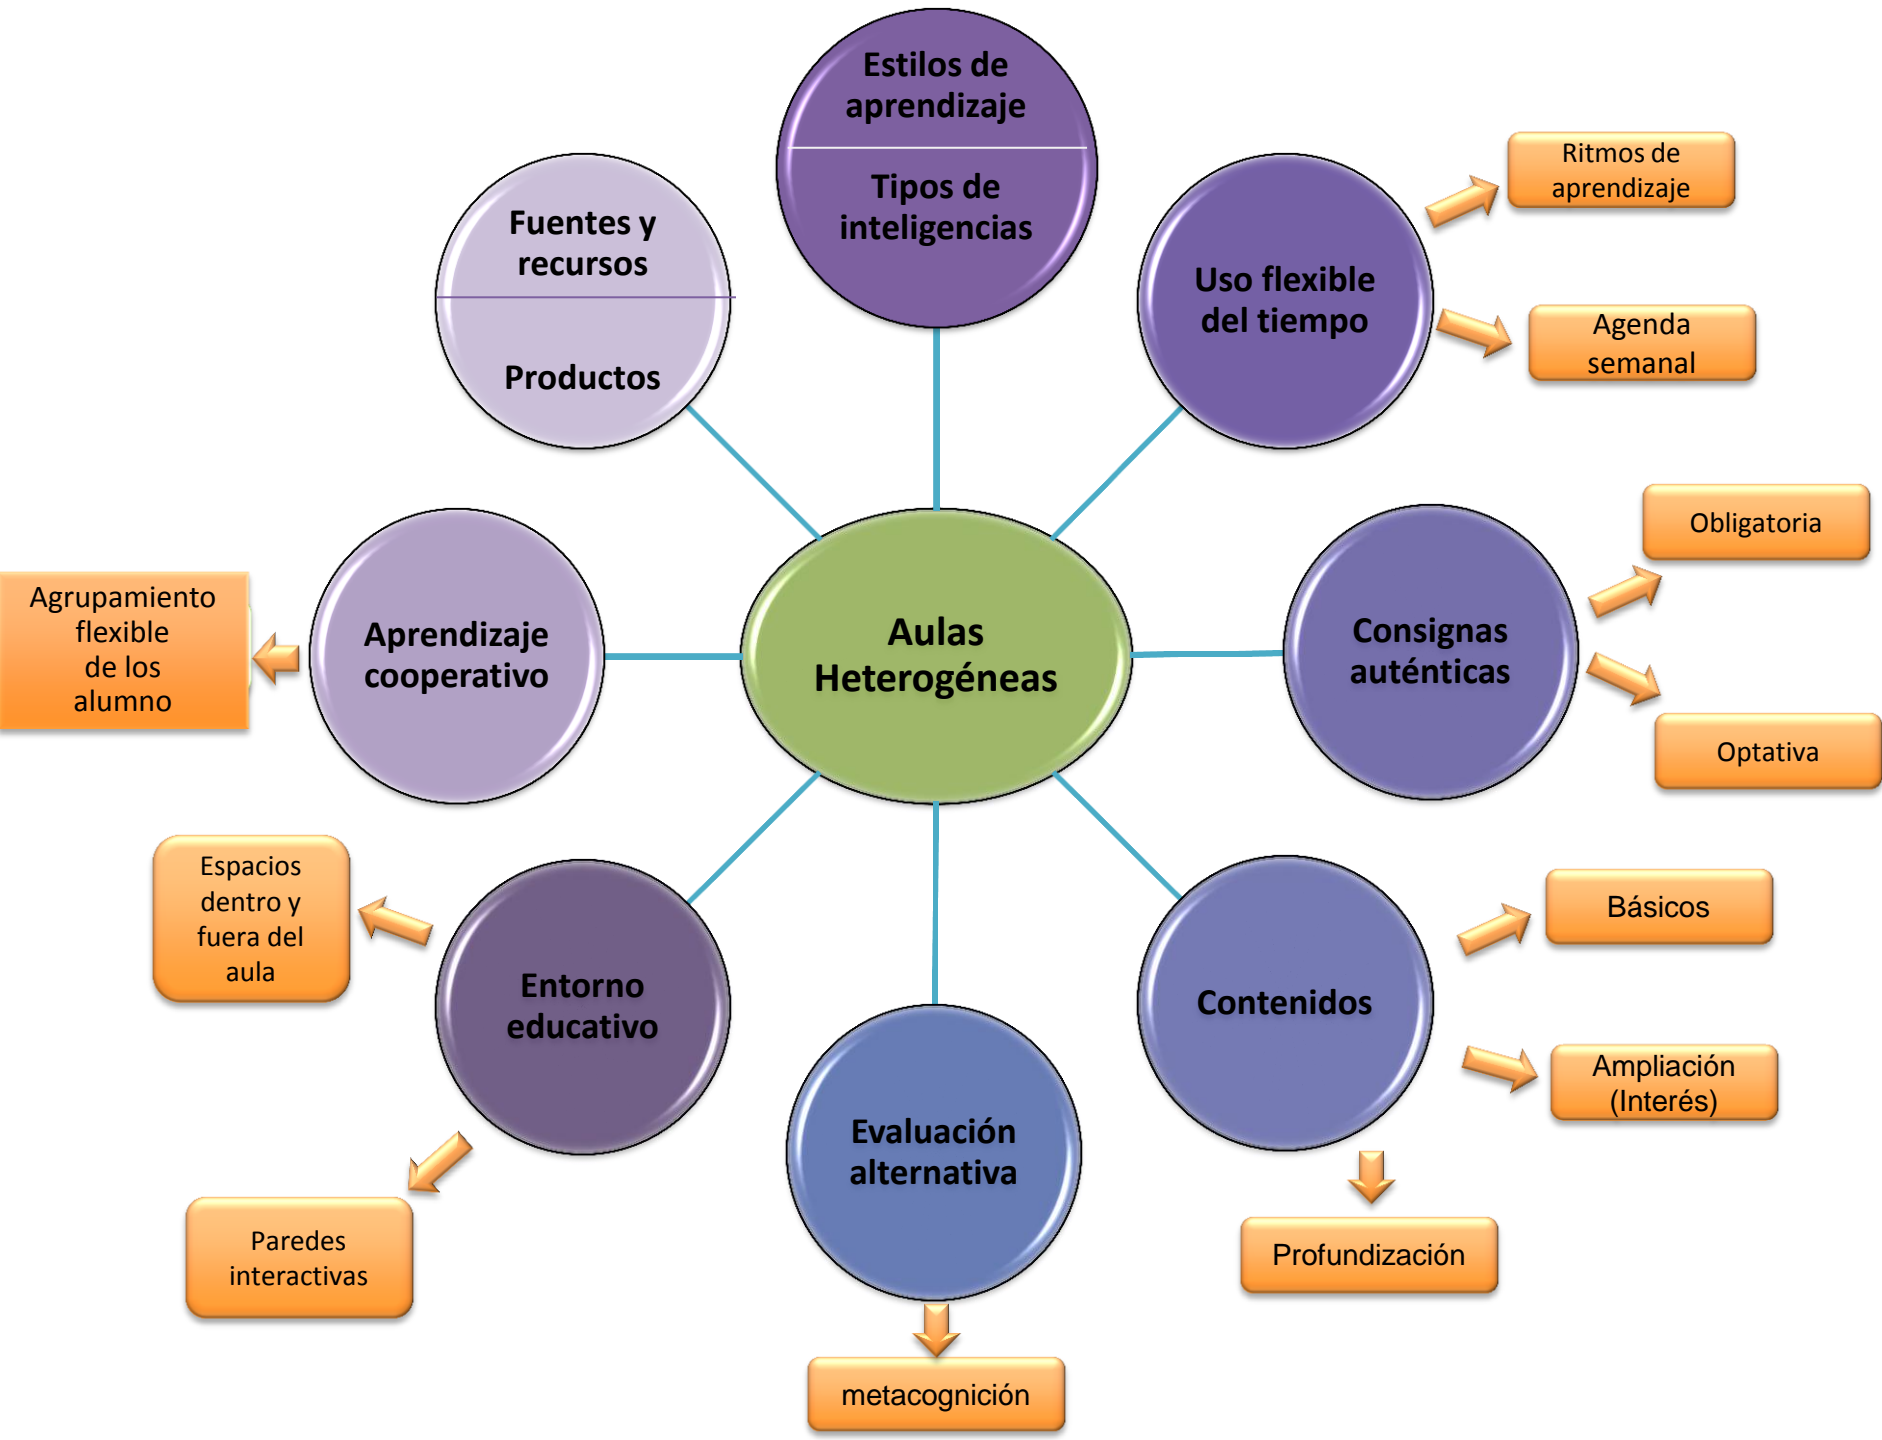 Estilos de
aprendizaje
Tipos de
inteligencias
Ritmos de
aprendizaje
Fuentes y
recursos
Productos
Uso flexible
del tiempo
Agenda
semanal
Obligatoria
Agrupamiento
flexible
de los
alumno
Aprendizaje
cooperativo
Aulas
Heterogéneas
Consignas
auténticas
Optativa
Espacios
dentro y
fuera del
aula
Entorno
educativo
Contenidos
Básicos
Ampliación
(Interés)
Evaluación
alternativa
Paredes
interactivas
Profundización
metacognición